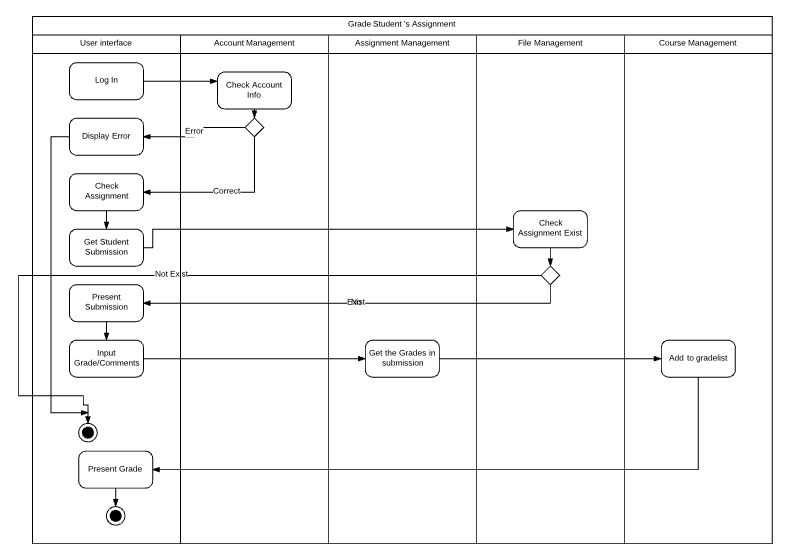 Grade Student 's Assignment
User interface
Account Management
Assignment Management
File Management
Course Management
Log In
Check Account
Info
Error
Display Error
Check
Assignment
Correct
Get Student
Submission
Check
Assignment Exist
Not Exist
Present
Submission
Exist
Input
Grade/Comments
Get the Grades in
submission
Add to gradelist
Present Grade